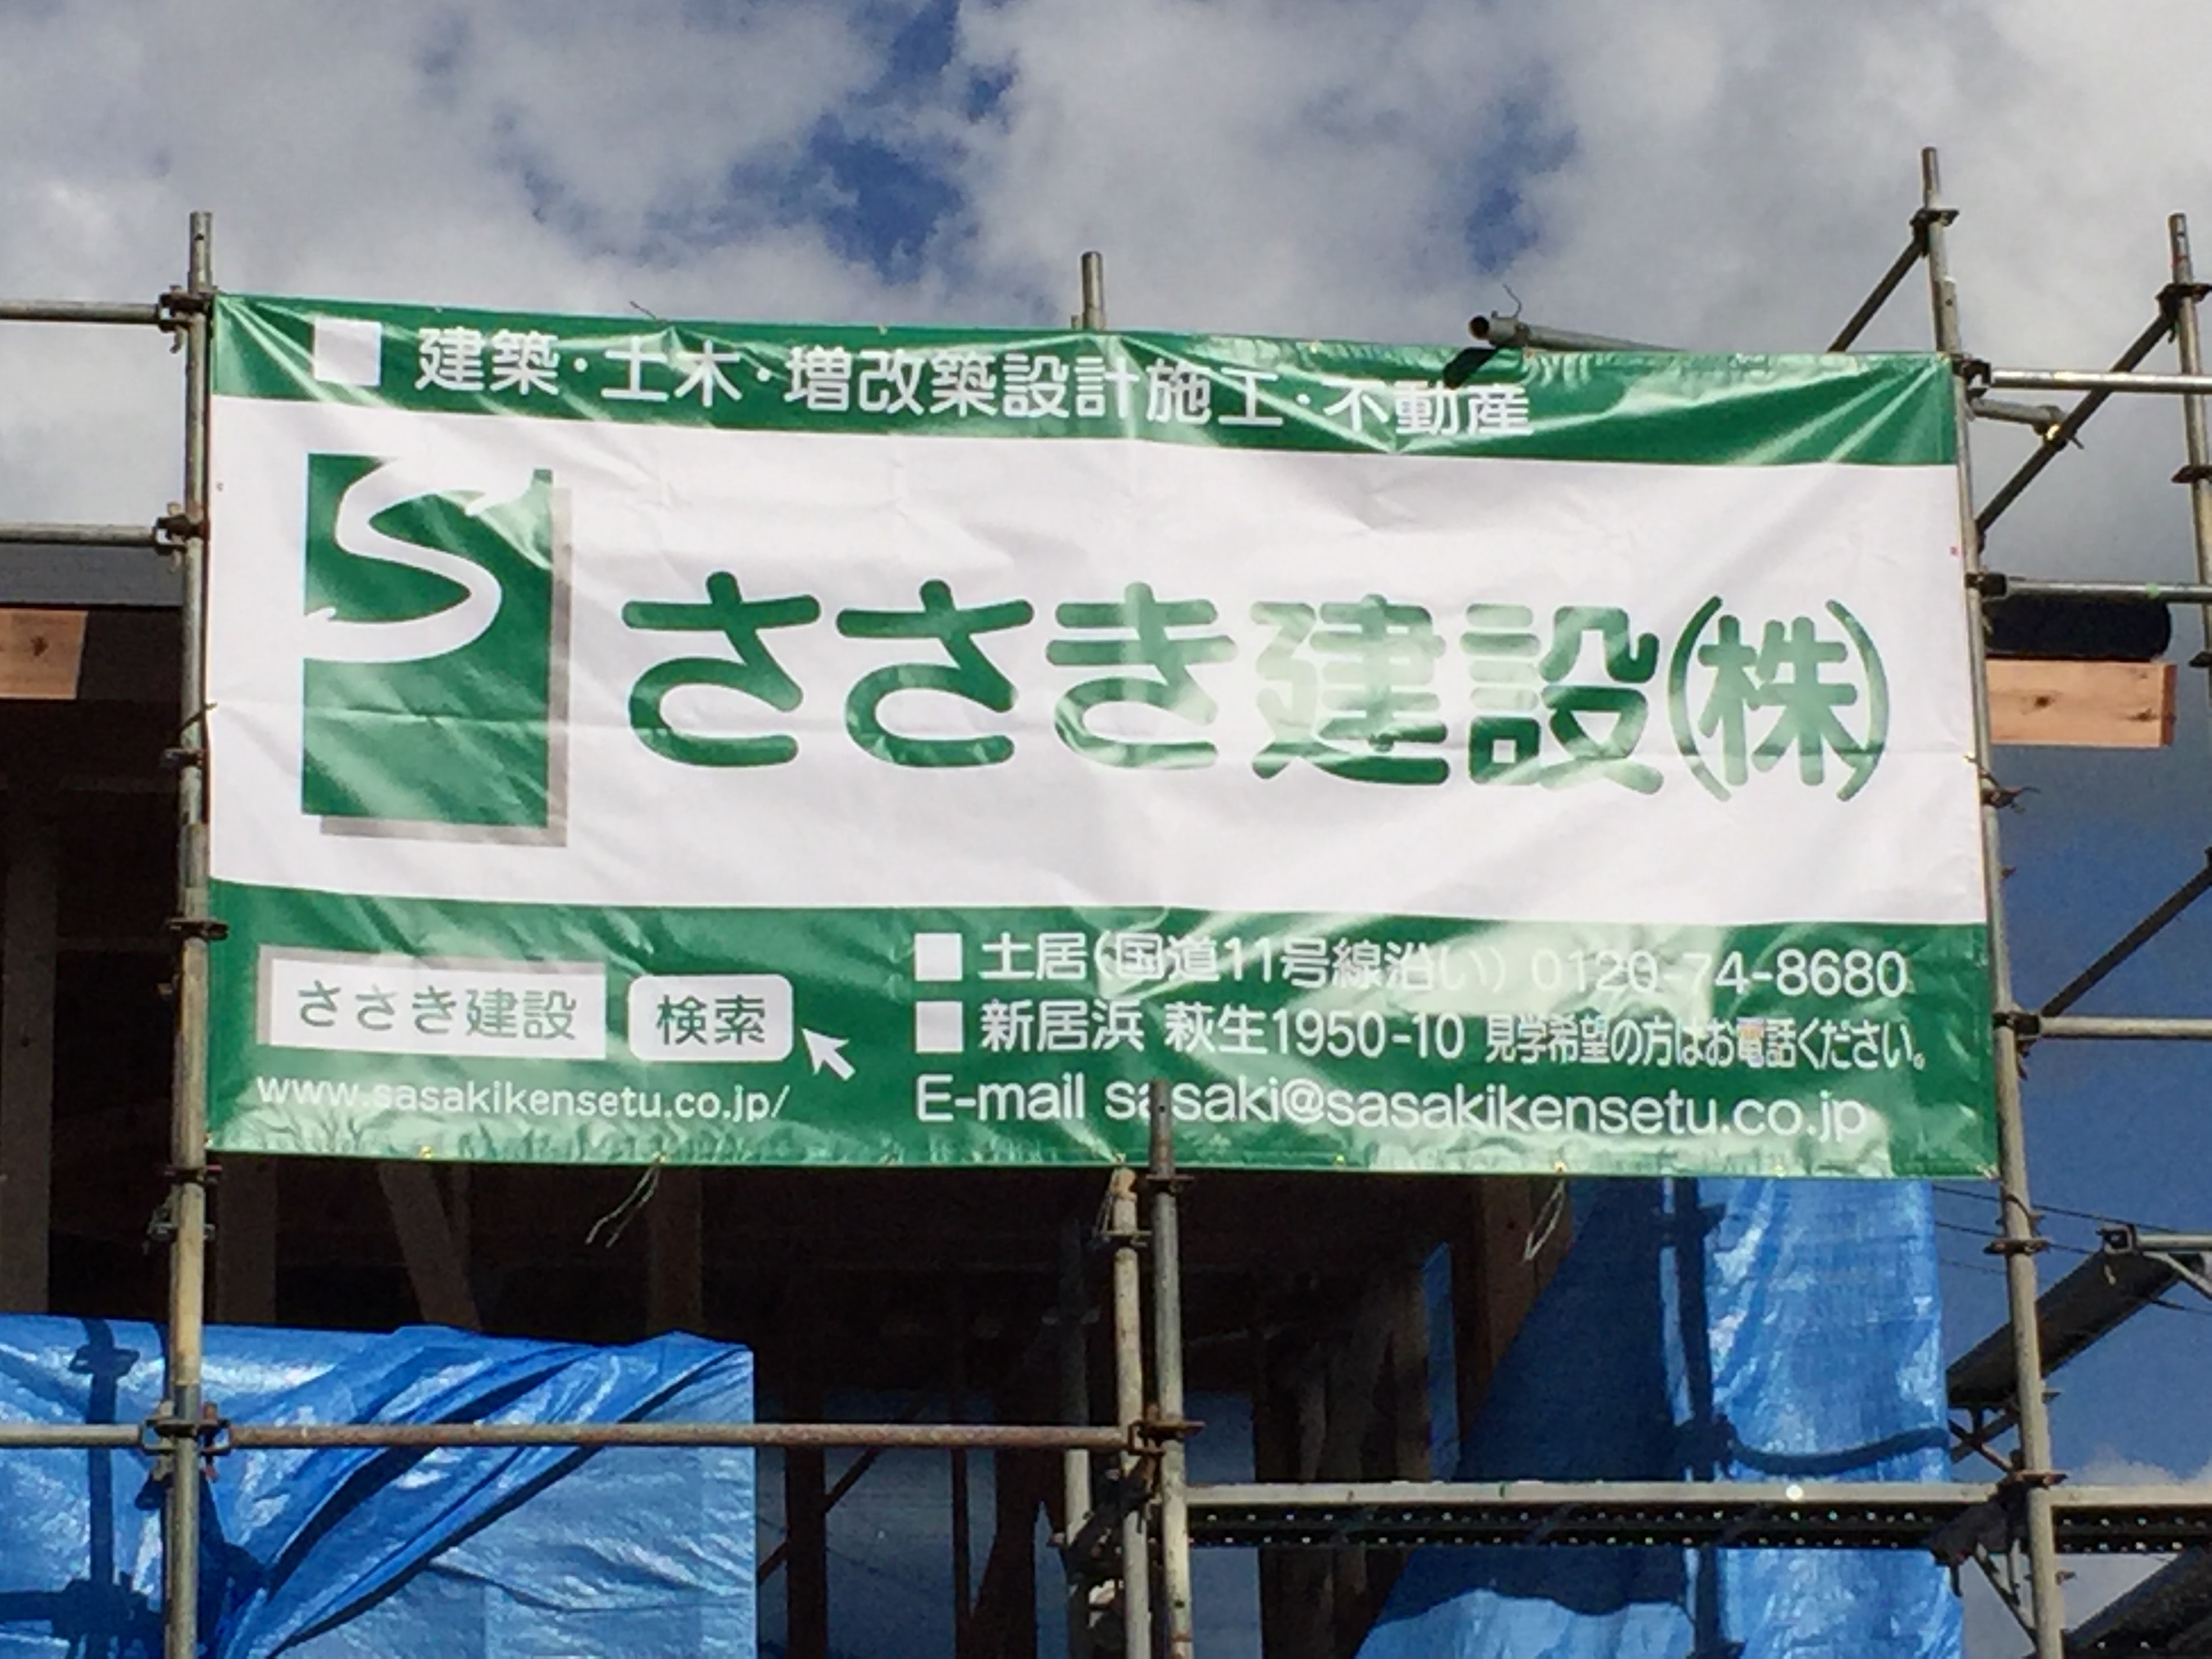 ■ 建築・土木・増改築設計施工・不動産
S
ささき建設㈱
ささき建設 検索
www.sasakikensetu.co.jp/
■ 土居(国道11号線沿い) 0120-74-8680
■ 新居浜 萩生1950-10 見学希望の方はお電話ください。
E-mail sasaki@sasakikensetu.co.jp